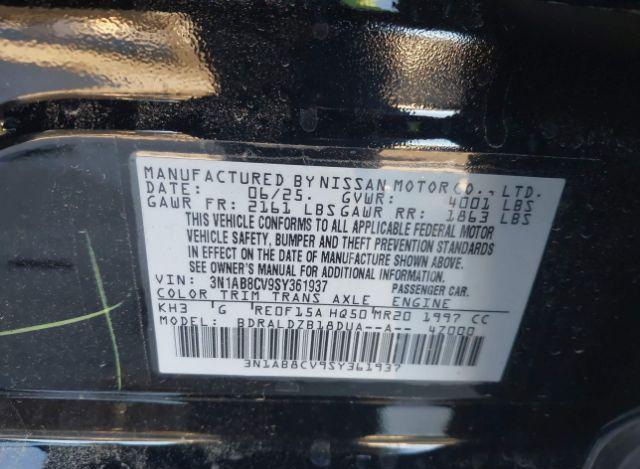 MANUFACTURED BY NISSAN MOTOR CO., LTD.
DATE: 06/25. GVWR: 4001 LBS
GAWR FR: 2161 LBS GAWR RR: 1863 LBS
THIS VEHICLE CONFORMS TO ALL APPLICABLE FEDERAL MOTOR
VEHICLE SAFETY, BUMPER AND THEFT PREVENTION STANDARDS
IN EFFECT ON THE DATE OF MANUFACTURE SHOWN ABOVE.
SEE OWNER'S MANUAL FOR ADDITIONAL INFORMATION.
VIN: 3N1AB8CV9SY361937 PASSENGER CAR.
COLOR TRIM TRANS AXLE ENGINE
KH3 G RE0F15A HQ50 MR20 1997 CC
MODEL: BDRALDZB18DUA--A-- 47000
3N1AB8CV9SY361937